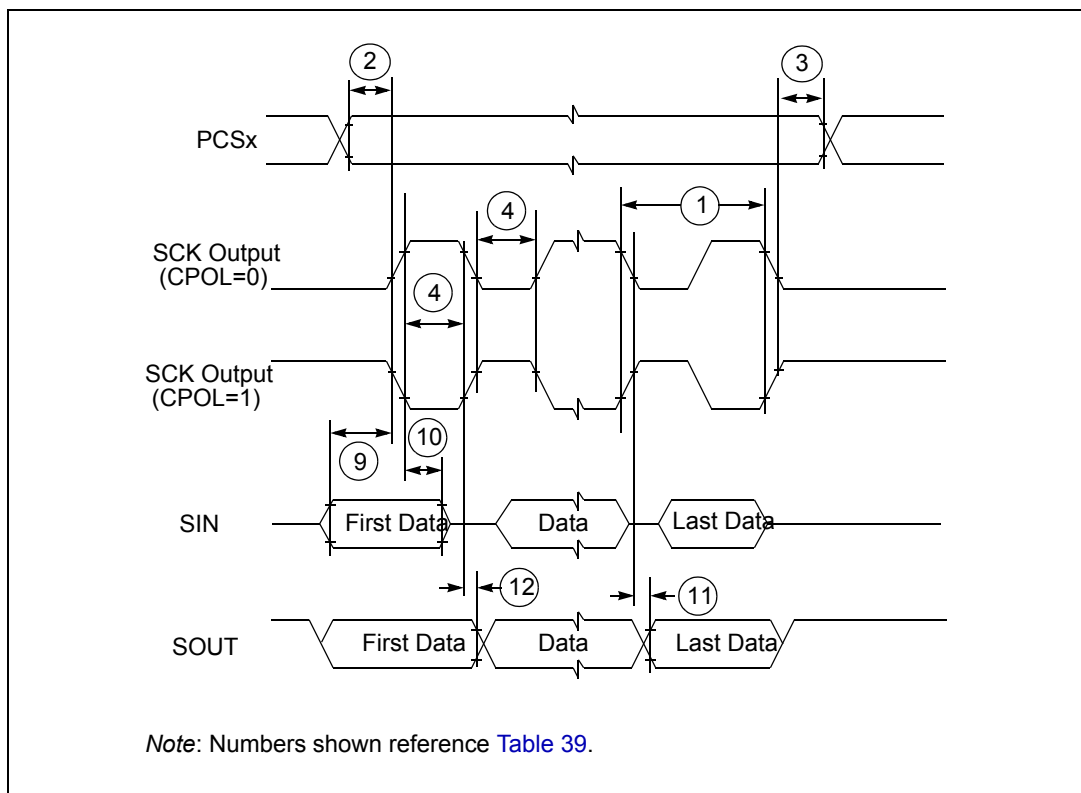 2
3
PCSx
4
1
SCK Output
(CPOL=0)
4
SCK Output
(CPOL=1)
9
10
SIN
First Data
Data
Last Data
12
11
SOUT
First Data
Data
Last Data
Note: Numbers shown reference Table 39.